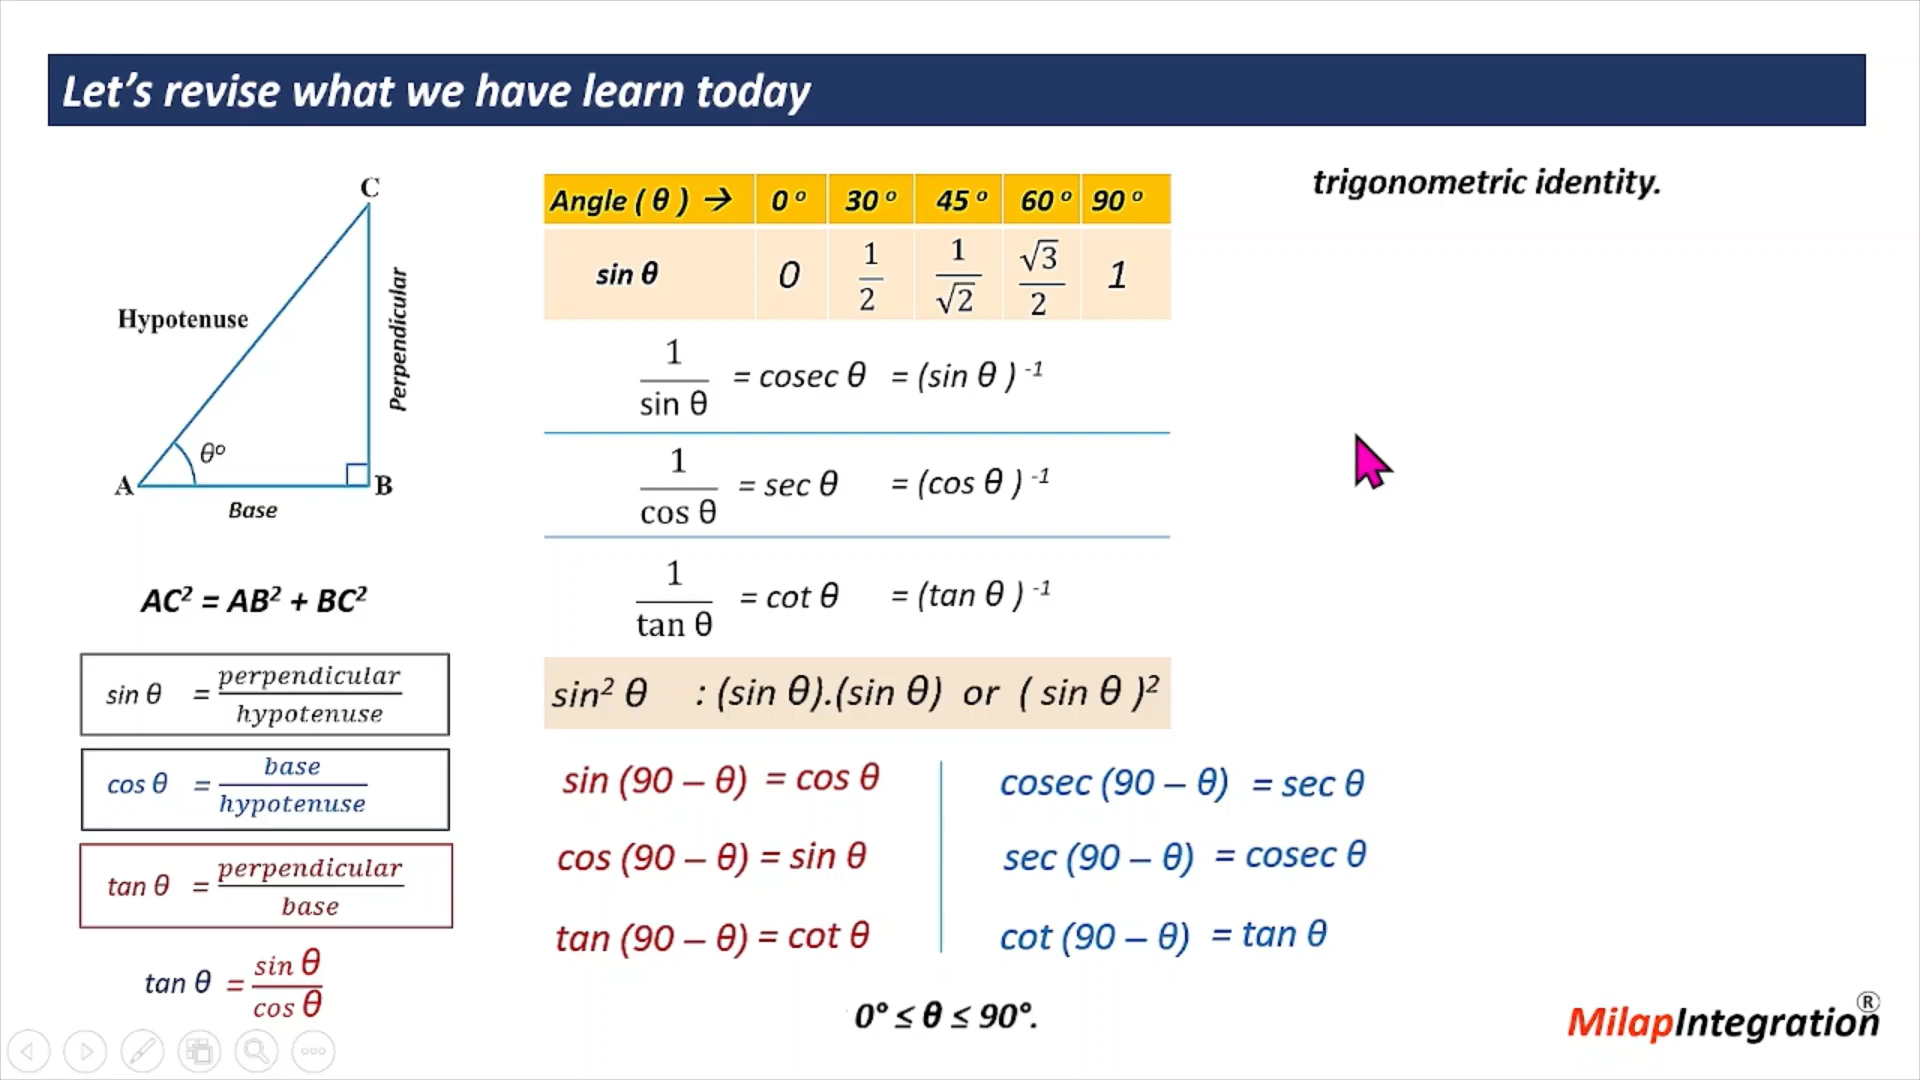 Let's revise what we have learn today
C
Hypotenuse
Perpendicular
θ°
A
B
Base
AC² = AB² + BC²
sin θ = perpendicular / hypotenuse
cos θ = base / hypotenuse
tan θ = perpendicular / base
tan θ = sin θ / cos θ
Angle ( θ ) → 0° 30° 45° 60° 90°
sin θ 0 1/2 1/√2 √3/2 1
1 / sin θ = cosec θ = (sin θ ) ⁻¹
1 / cos θ = sec θ = (cos θ ) ⁻¹
1 / tan θ = cot θ = (tan θ ) ⁻¹
sin² θ : (sin θ).(sin θ) or ( sin θ )²
sin (90 – θ) = cos θ
cos (90 – θ) = sin θ
tan (90 – θ) = cot θ
cosec (90 – θ) = sec θ
sec (90 – θ) = cosec θ
cot (90 – θ) = tan θ
0° ≤ θ ≤ 90°.
trigonometric identity.
MilapIntegration®